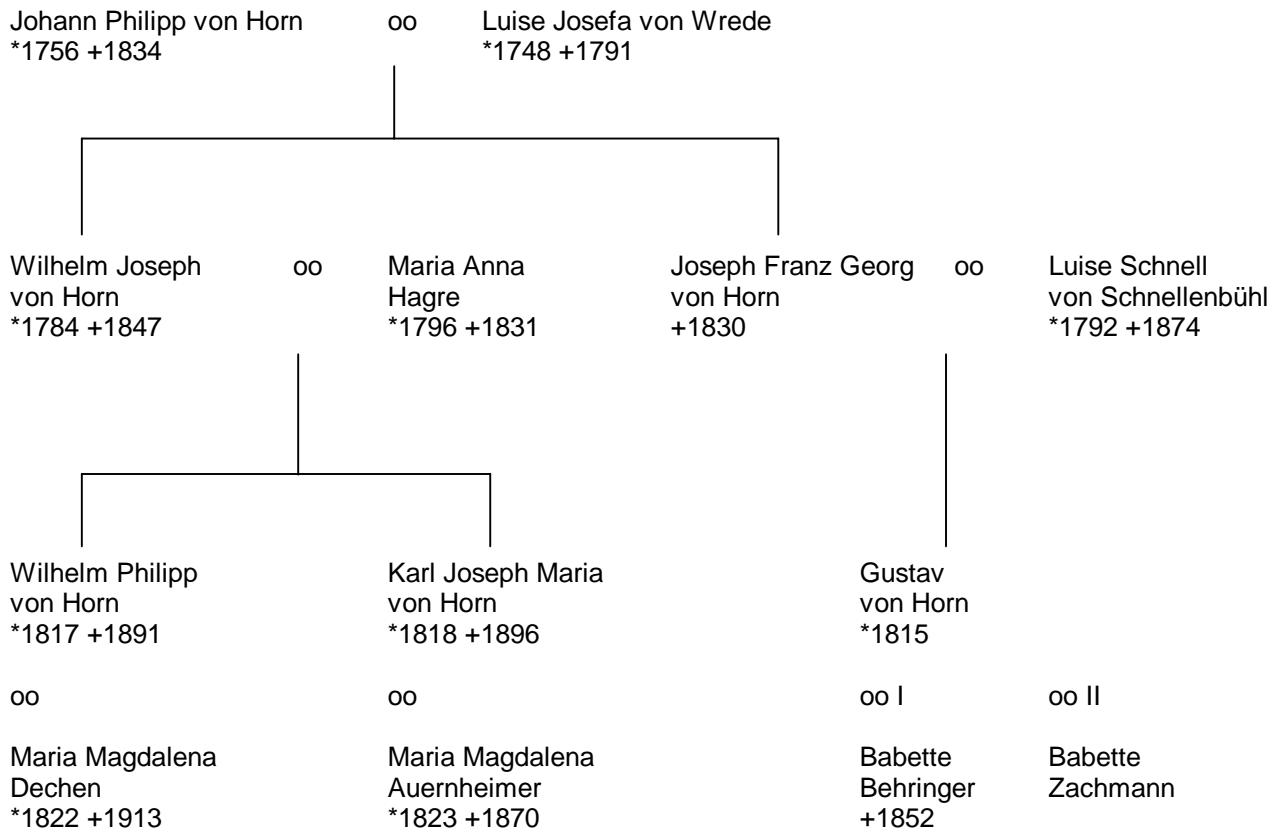 Johann Philipp von Horn oo Luise Josefa von Wrede
*1756 +1834 *1748 +1791
Wilhelm Joseph oo Maria Anna Joseph Franz Georg oo Luise Schnell
von Horn Hagre von Horn von Schnellenbühl
*1784 +1847 *1796 +1831 +1830 *1792 +1874
Wilhelm Philipp Karl Joseph Maria Gustav
von Horn von Horn von Horn
*1817 +1891 *1818 +1896 *1815
oo oo oo I oo II
Maria Magdalena Maria Magdalena Babette Babette
Dechen Auernheimer Behringer Zachmann
*1822 +1913 *1823 +1870 +1852